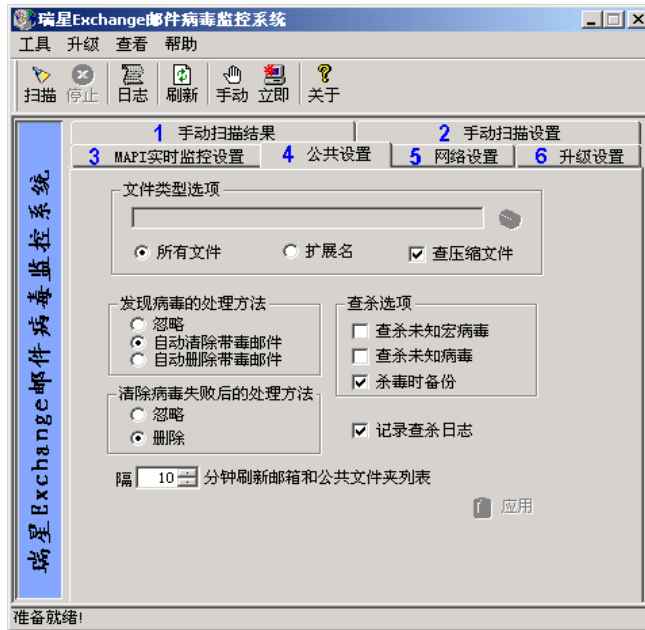 瑞星Exchange邮件病毒监控系统
工具 升级 查看 帮助
扫描 停止 日志 刷新 手动 立即 关于
1 手动扫描结果 2 手动扫描设置
3 MAPI实时监控设置 4 公共设置 5 网络设置 6 升级设置
瑞星Exchange邮件病毒监控系统
文件类型选项
所有文件 扩展名 查压缩文件
发现病毒的处理方法
忽略
自动清除带毒邮件
自动删除带毒邮件
查杀选项
查杀未知宏病毒
查杀未知病毒
杀毒时备份
清除病毒失败后的处理方法
忽略
删除
记录查杀日志
隔 10 分钟刷新邮箱和公共文件夹列表
应用
准备就绪!